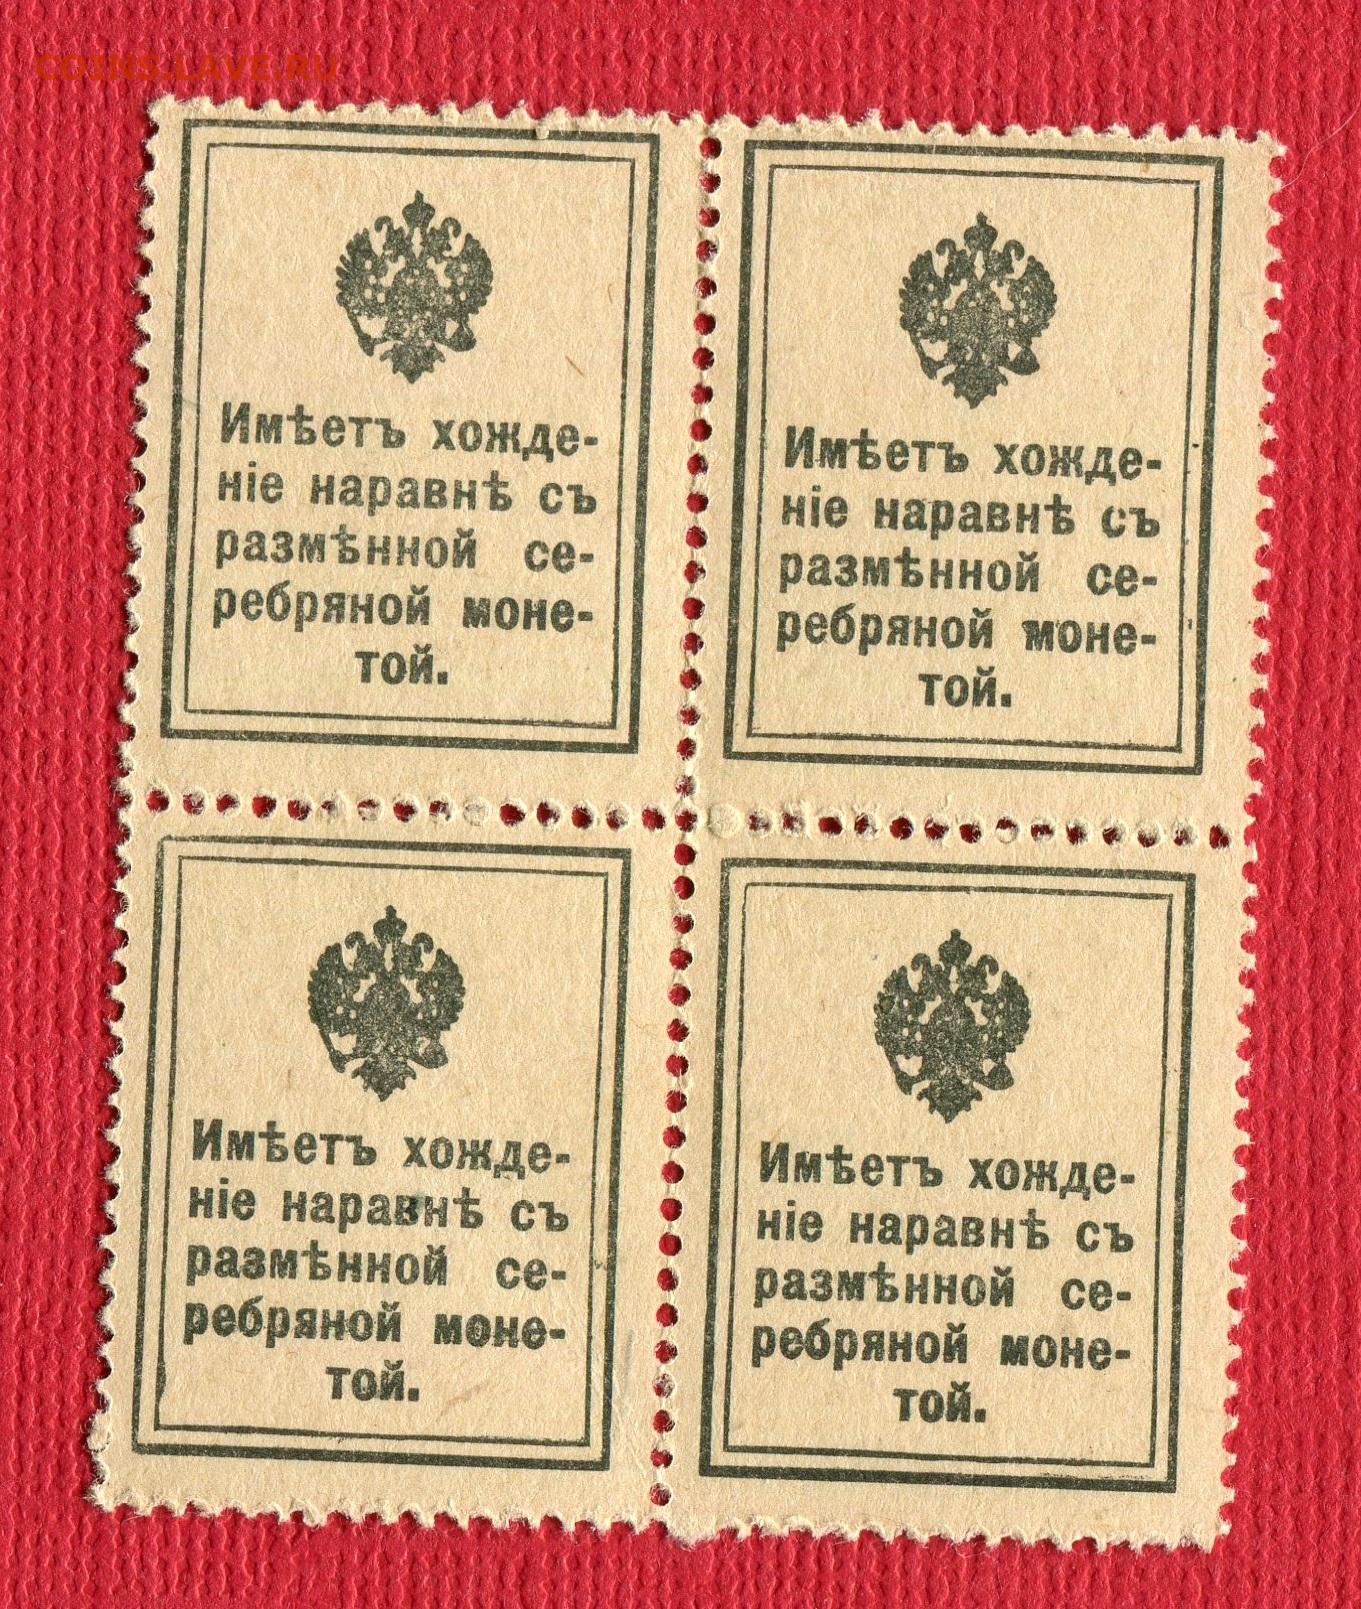 COINS.LAVE.RU
Имѣетъ хожде-
ніе наравнѣ съ
размѣнной се-
ребряной моне-
той.
Имѣетъ хожде-
ніе наравнѣ съ
размѣнной се-
ребряной моне-
той.
Имѣетъ хожде-
ніе наравнѣ съ
размѣнной се-
ребряной моне-
той.
Имѣетъ хожде-
ніе наравнѣ съ
размѣнной се-
ребряной моне-
той.